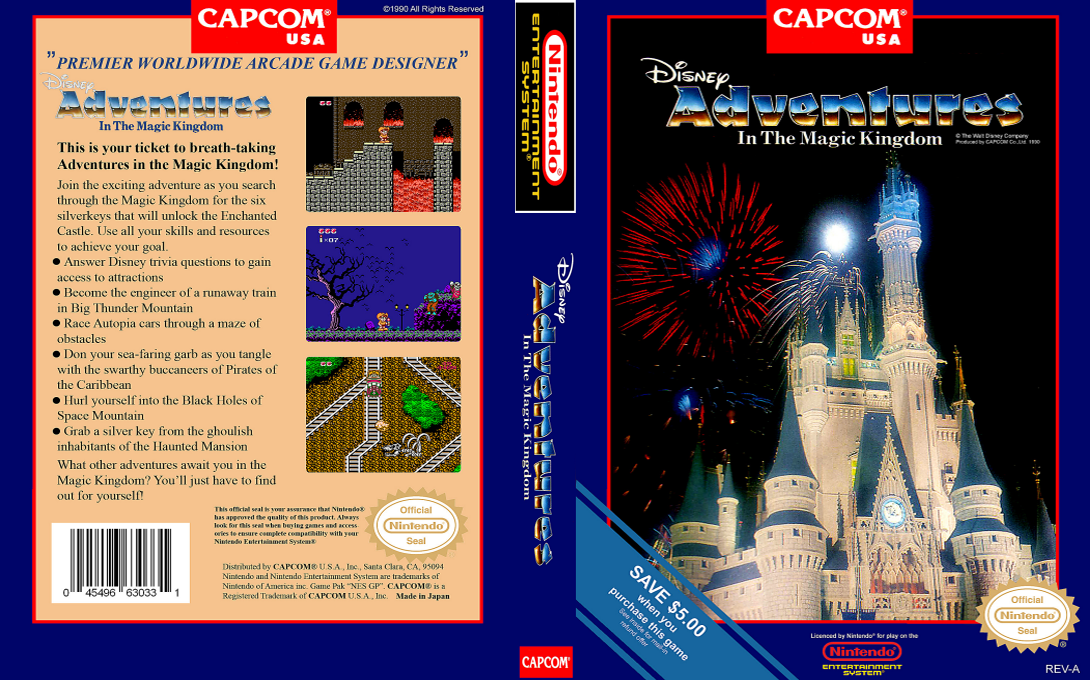 CAPCOM®
USA
©1990 All Rights Reserved
"PREMIER WORLDWIDE ARCADE GAME DESIGNER"
Disney
Adventures
In The Magic Kingdom
This is your ticket to breath-taking
Adventures in the Magic Kingdom!
Join the exciting adventure as you search
through the Magic Kingdom for the six
silverkeys that will unlock the Enchanted
Castle. Use all your skills and resources
to achieve your goal.
● Answer Disney trivia questions to gain
access to attractions
● Become the engineer of a runaway train
in Big Thunder Mountain
● Race Autopia cars through a maze of
obstacles
● Don your sea-faring garb as you tangle
with the swarthy buccaneers of Pirates of
the Caribbean
● Hurl yourself into the Black Holes of
Space Mountain
● Grab a silver key from the ghoulish
inhabitants of the Haunted Mansion
What other adventures await you in the
Magic Kingdom? You'll just have to find
out for yourself!
1×07
This official seal is your assurance that Nintendo®
has approved the quality of this product. Always
look for this seal when buying games and access
ories to ensure complete compatibility with your
Nintendo Entertainment System®
Official
Nintendo
Seal
0 45496 63033 1
Distributed by CAPCOM® U.S.A., Inc., Santa Clara, CA, 95094
Nintendo and Nintendo Entertainment System are trademarks of
Nintendo of America inc. Game Pak "NES GP". CAPCOM® is a
Registered Trademark of CAPCOM U.S.A., Inc. Made in Japan
Nintendo®
ENTERTAINMENT
SYSTEM®
Disney
Adventures
In The Magic Kingdom
CAPCOM®
CAPCOM®
USA
Disney
Adventures
In The Magic Kingdom
© The Walt Disney Company
Produced by CAPCOM Co.,Ltd. 1990
SAVE $5.00
when you
purchase this game
See inside for mail-in
refund offer
Licenced by Nintendo® for play on the
Nintendo®
ENTERTAINMENT
SYSTEM®
Official
Nintendo
Seal
®
REV-A